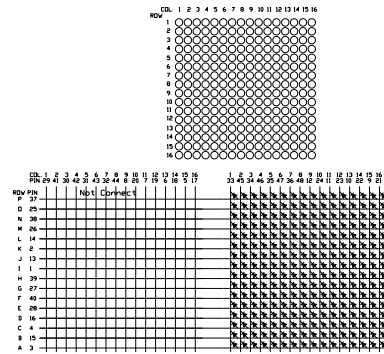 COL. 1 2 3 4 5 6 7 8 9 10 11 12 13 14 15 16
ROW
1
2
3
4
5
6
7
8
9
10
11
12
13
14
15
16
COL. 1 2 3 4 5 6 7 8 9 10 11 12 13 14 15 16
PIN 29 41 30 42 31 43 32 44 8 20 7 19 6 18 5 17
ROW PIN
Not Connect
1 2 3 4 5 6 7 8 9 10 11 12 13 14 15 16
33 45 34 46 35 47 36 48 12 24 11 23 10 22 9 21
P 37
O 25
N 38
M 26
L 14
K 2
J 13
I 1
H 39
G 27
F 40
E 28
D 16
C 4
B 15
A 3